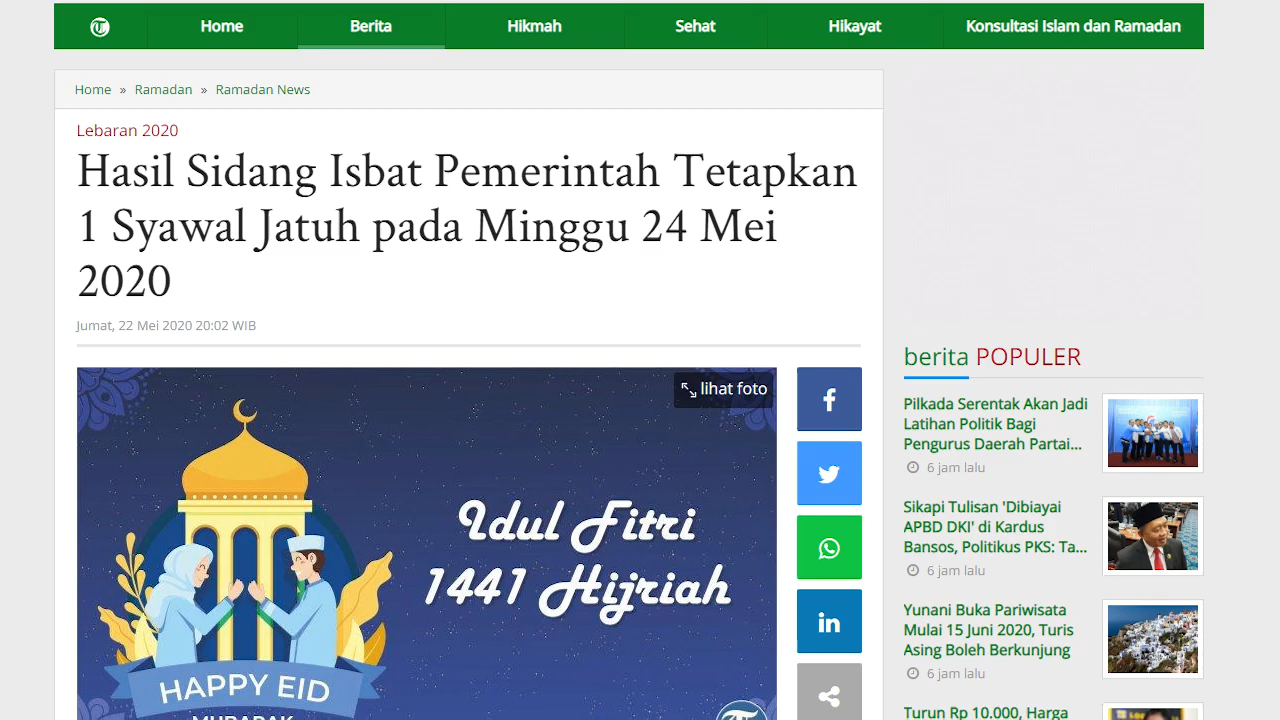 Home
Berita
Hikmah
Sehat
Hikayat
Konsultasi Islam dan Ramadan
Home » Ramadan » Ramadan News
Lebaran 2020
Hasil Sidang Isbat Pemerintah Tetapkan
1 Syawal Jatuh pada Minggu 24 Mei
2020
Jumat, 22 Mei 2020 20:02 WIB
lihat foto
Idul Fitri
1441 Hijriah
HAPPY EID
MUBARAK
berita POPULER
Pilkada Serentak Akan Jadi
Latihan Politik Bagi
Pengurus Daerah Partai...
6 jam lalu
Sikapi Tulisan 'Dibiayai
APBD DKI' di Kardus
Bansos, Politikus PKS: Ta...
6 jam lalu
Yunani Buka Pariwisata
Mulai 15 Juni 2020, Turis
Asing Boleh Berkunjung
6 jam lalu
Turun Rp 10.000, Harga